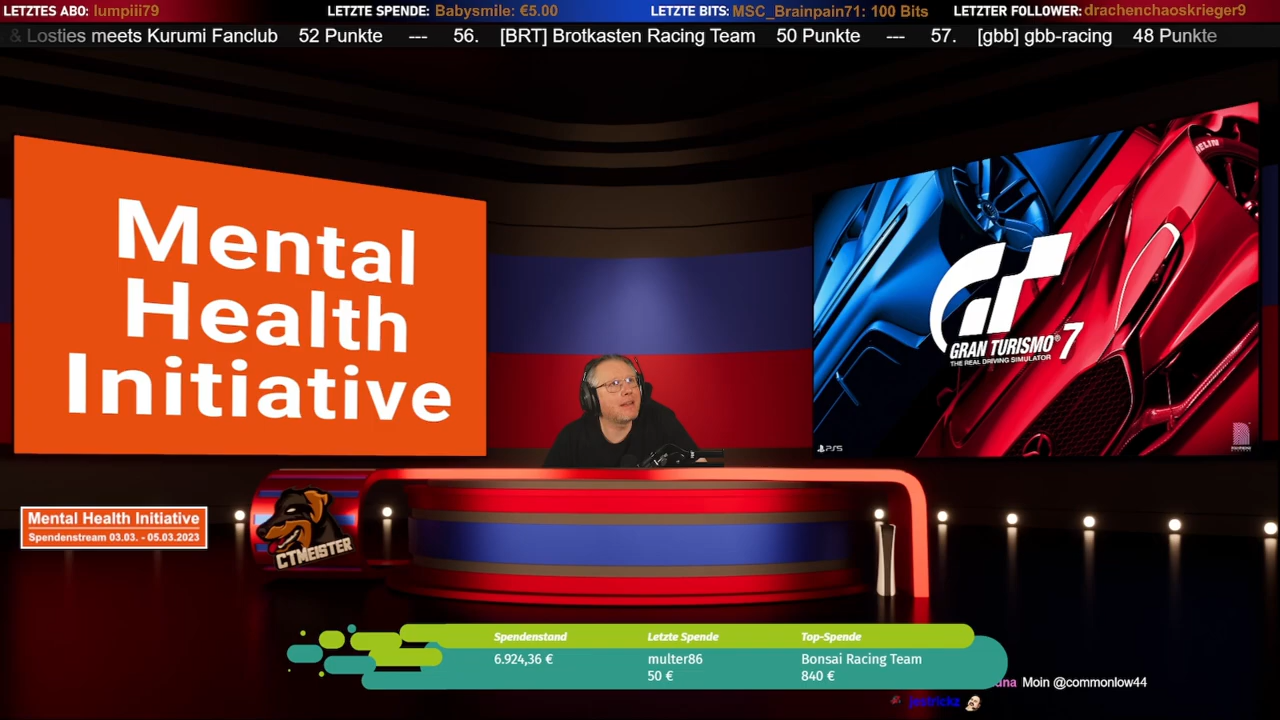 LETZTES ABO: lumpiii79 LETZTE SPENDE: Babysmile: €5.00 LETZTE BITS: MSC_Brainpain71: 100 Bits LETZTER FOLLOWER: drachenchaoskrieger9
& Losties meets Kurumi Fanclub 52 Punkte --- 56. [BRT] Brotkasten Racing Team 50 Punkte --- 57. [gbb] gbb-racing 48 Punkte
Mental
Health
Initiative
GT
GRAN TURISMO® 7
THE REAL DRIVING SIMULATOR
PS5
Mental Health Initiative
Spendenstream 03.03. - 05.03.2023
CTMEISTER
Spendenstand Letzte Spende Top-Spende
6.924,36 € multer86 Bonsai Racing Team
50 € 840 €
Moin @commonlow44